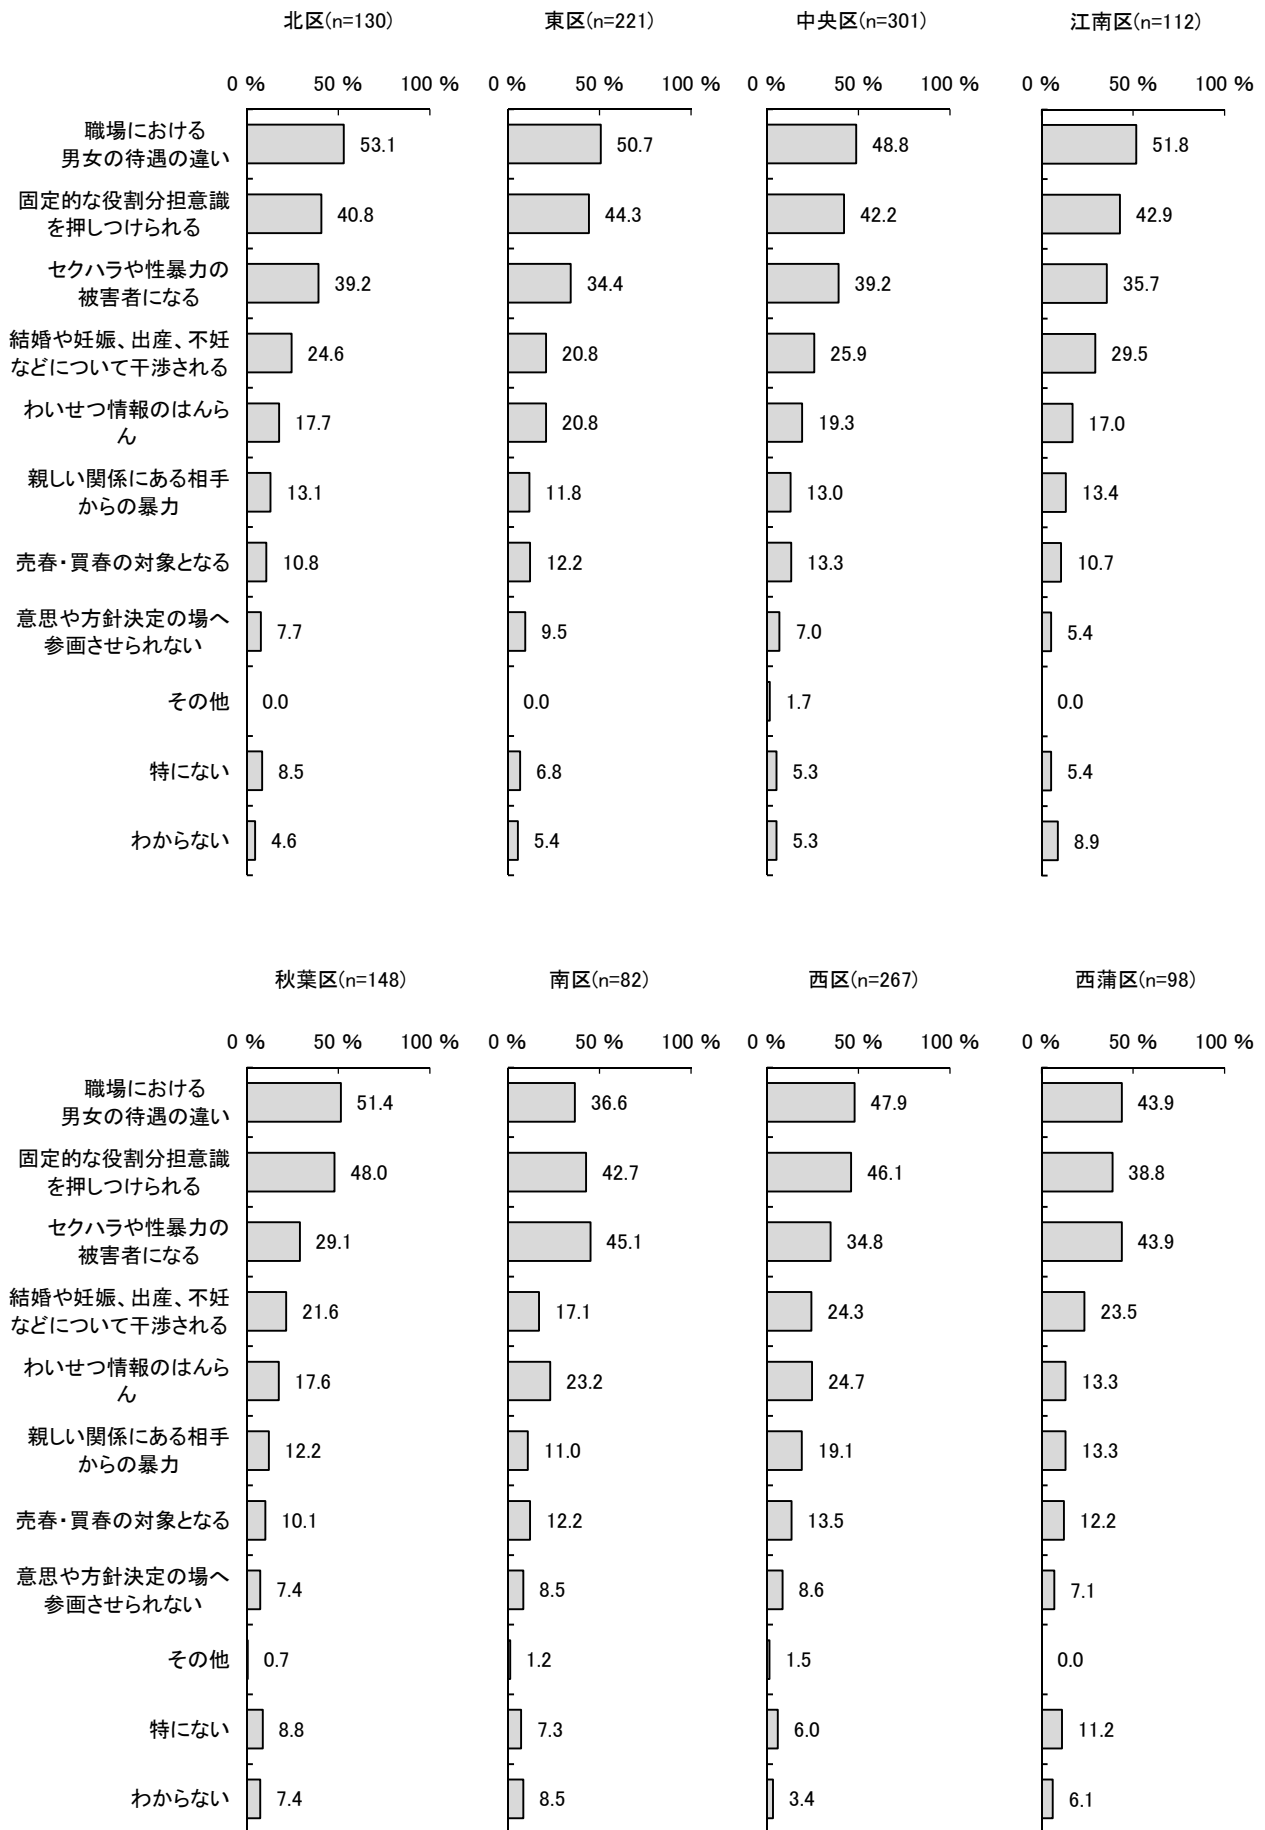 北区(n=130) 東区(n=221) 中央区(n=301) 江南区(n=112)
0 % 50 % 100 % 0 % 50 % 100 % 0 % 50 % 100 % 0 % 50 % 100 %
職場における
男女の待遇の違い 53.1 50.7 48.8 51.8
固定的な役割分担意識
を押しつけられる 40.8 44.3 42.2 42.9
セクハラや性暴力の
被害者になる 39.2 34.4 39.2 35.7
結婚や妊娠、出産、不妊
などについて干渉される 24.6 20.8 25.9 29.5
わいせつ情報のはんら
ん 17.7 20.8 19.3 17.0
親しい関係にある相手
からの暴力 13.1 11.8 13.0 13.4
売春・買春の対象となる 10.8 12.2 13.3 10.7
意思や方針決定の場へ
参画させられない 7.7 9.5 7.0 5.4
その他 0.0 0.0 1.7 0.0
特にない 8.5 6.8 5.3 5.4
わからない 4.6 5.4 5.3 8.9
秋葉区(n=148) 南区(n=82) 西区(n=267) 西蒲区(n=98)
0 % 50 % 100 % 0 % 50 % 100 % 0 % 50 % 100 % 0 % 50 % 100 %
職場における
男女の待遇の違い 51.4 36.6 47.9 43.9
固定的な役割分担意識
を押しつけられる 48.0 42.7 46.1 38.8
セクハラや性暴力の
被害者になる 29.1 45.1 34.8 43.9
結婚や妊娠、出産、不妊
などについて干渉される 21.6 17.1 24.3 23.5
わいせつ情報のはんら
ん 17.6 23.2 24.7 13.3
親しい関係にある相手
からの暴力 12.2 11.0 19.1 13.3
売春・買春の対象となる 10.1 12.2 13.5 12.2
意思や方針決定の場へ
参画させられない 7.4 8.5 8.6 7.1
その他 0.7 1.2 1.5 0.0
特にない 8.8 7.3 6.0 11.2
わからない 7.4 8.5 3.4 6.1